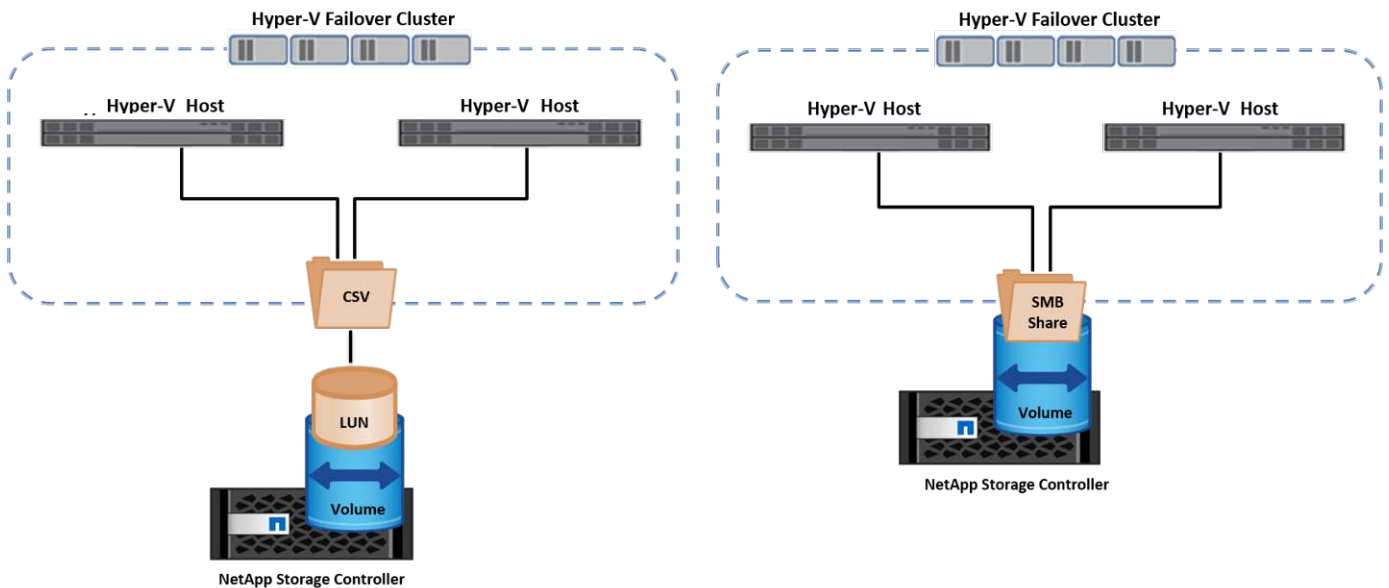 Hyper-V Failover Cluster
Hyper-V Host
Hyper-V Host
CSV
LUN
Volume
NetApp Storage Controller
Hyper-V Failover Cluster
Hyper-V Host
Hyper-V Host
SMB
Share
Volume
NetApp Storage Controller